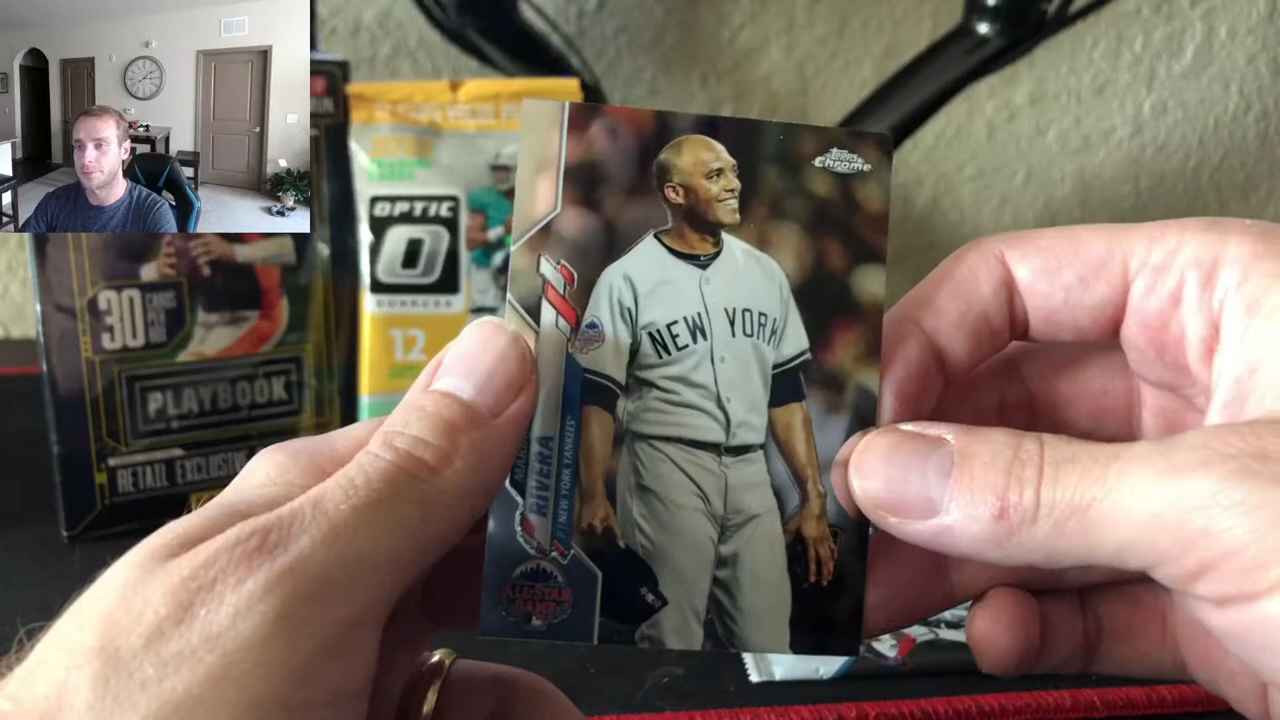 OPTIC
DONRUSS
12
30 CARDS
PLAYBOOK
RETAIL EXCLUSIVE
TOPPS
Chrome
NEW YORK
RIVERA
P | NEW YORK YANKEES
ALL-STAR
GAME